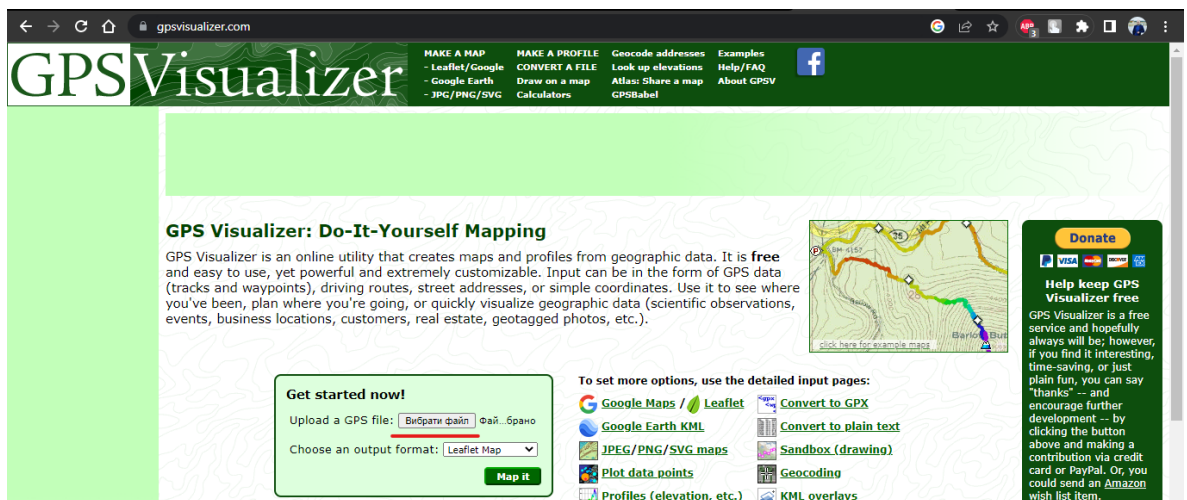 gpsvisualizer.com
GPS Visualizer
MAKE A MAP
- Leaflet/Google
- Google Earth
- JPG/PNG/SVG
MAKE A PROFILE
CONVERT A FILE
Draw on a map
Calculators
Geocode addresses
Look up elevations
Atlas: Share a map
GPSBabel
Examples
Help/FAQ
About GPSV
GPS Visualizer: Do-It-Yourself Mapping
GPS Visualizer is an online utility that creates maps and profiles from geographic data. It is free
and easy to use, yet powerful and extremely customizable. Input can be in the form of GPS data
(tracks and waypoints), driving routes, street addresses, or simple coordinates. Use it to see where
you've been, plan where you're going, or quickly visualize geographic data (scientific observations,
events, business locations, customers, real estate, geotagged photos, etc.).
BM 4157
35
26
Barlow But
click here for example maps
Get started now!
Upload a GPS file: Вибрати файл Фай...брано
Choose an output format: Leaflet Map
Map it
To set more options, use the detailed input pages:
Google Maps / Leaflet
Google Earth KML
JPEG/PNG/SVG maps
Plot data points
Profiles (elevation, etc.)
Convert to GPX
Convert to plain text
Sandbox (drawing)
Geocoding
KML overlays
Donate
VISA
DISCOVER
Help keep GPS
Visualizer free
GPS Visualizer is a free
service and hopefully
always will be; however,
if you find it interesting,
time-saving, or just
plain fun, you can say
"thanks" -- and
encourage further
development -- by
clicking the button
above and making a
contribution via credit
card or PayPal. Or, you
could send an Amazon
wish list item.